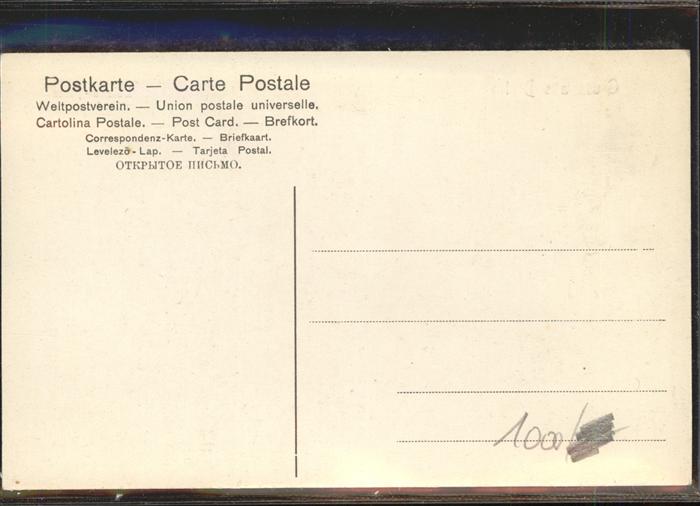 Postkarte — Carte Postale
Weltpostverein. — Union postale universelle.
Cartolina Postale. — Post Card. — Brefkort.
Correspondenz-Karte. — Briefkaart.
Levelező-Lap. — Tarjeta Postal.
ОТКРЫТОЕ ПИСЬМО.
1000/